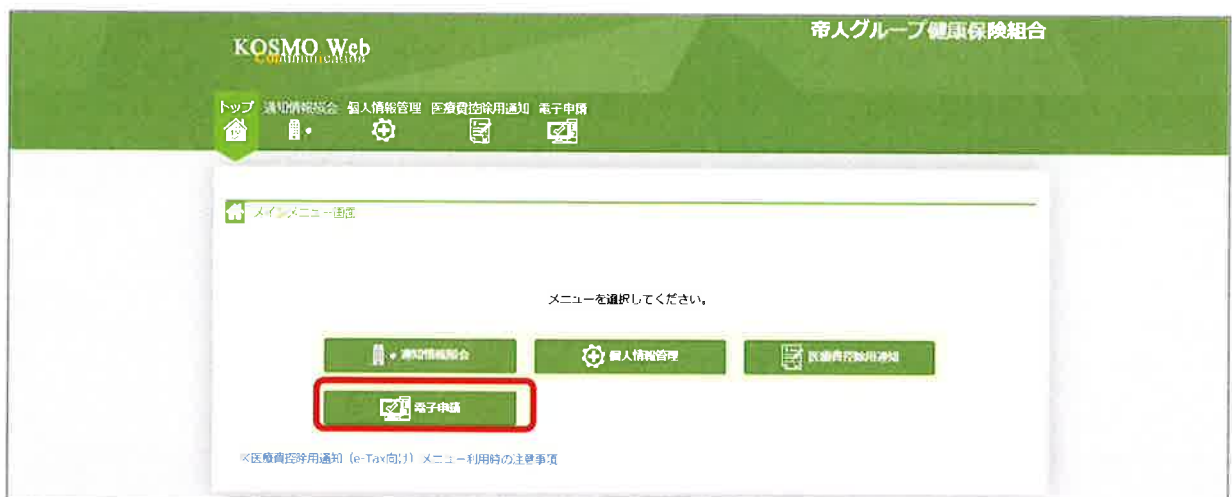 帝人グループ健康保険組合
KOSMO Web
Communication
トップ 通知情報照会 個人情報管理 医療費控除用通知 電子申請
メインメニュー画面
メニューを選択してください。
通知情報照会 個人情報管理 医療費控除用通知
電子申請
※医療費控除用通知（e-Tax向け）メニュー利用時の注意事項